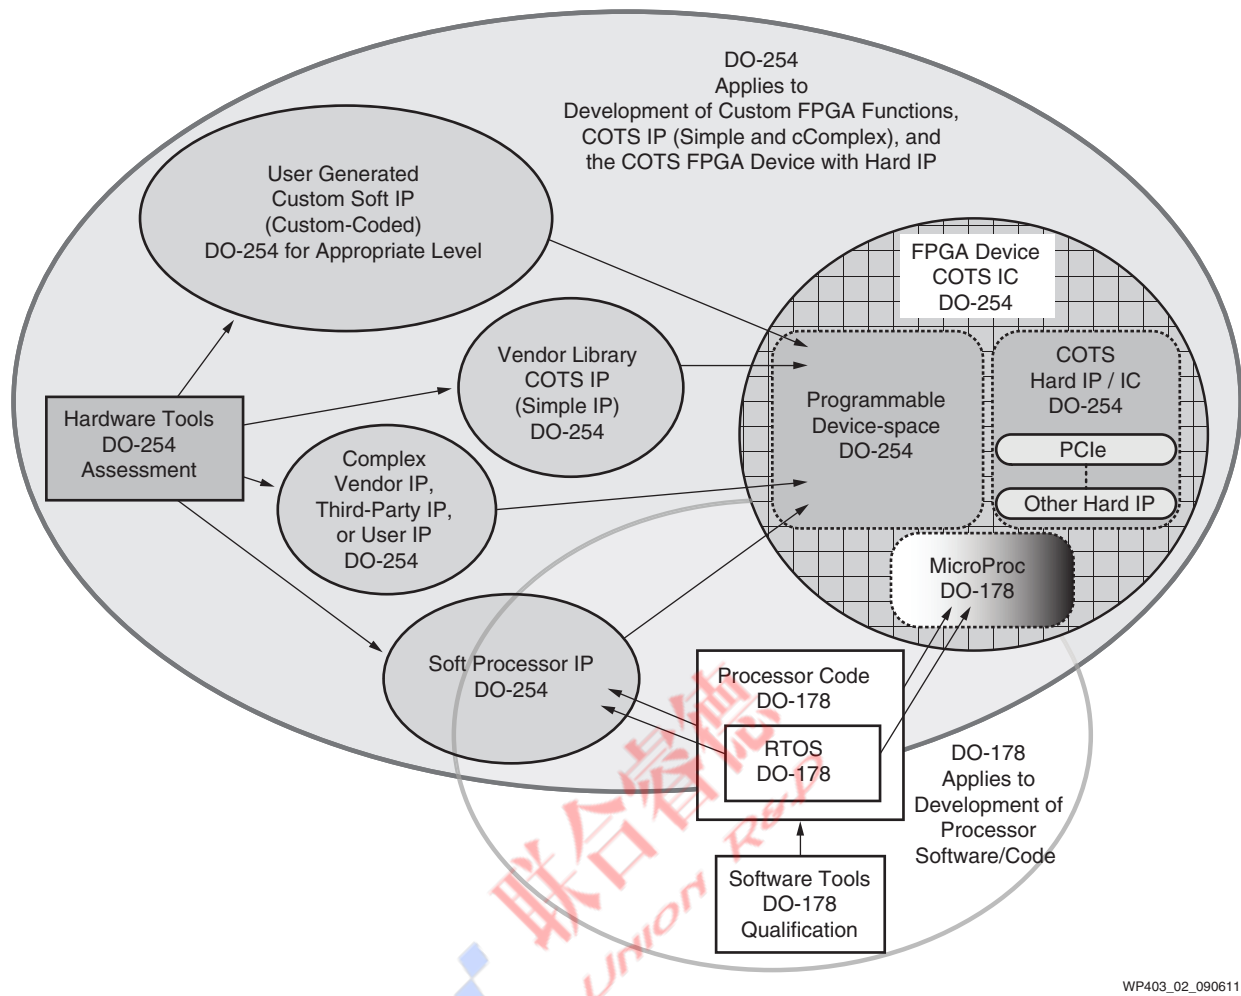 DO-254
Applies to
Development of Custom FPGA Functions,
COTS IP (Simple and cComplex), and
the COTS FPGA Device with Hard IP
User Generated
Custom Soft IP
(Custom-Coded)
DO-254 for Appropriate Level
FPGA Device
COTS IC
DO-254
Vendor Library
COTS IP
(Simple IP)
DO-254
Programmable
Device-space
DO-254
COTS
Hard IP / IC
DO-254
PCIe
Other Hard IP
Hardware Tools
DO-254
Assessment
Complex
Vendor IP,
Third-Party IP,
or User IP
DO-254
MicroProc
DO-178
Soft Processor IP
DO-254
Processor Code
DO-178
RTOS
DO-178
DO-178
Applies to
Development of
Processor
Software/Code
Software Tools
DO-178
Qualification
联合睿德
Union R&D
WP403_02_090611